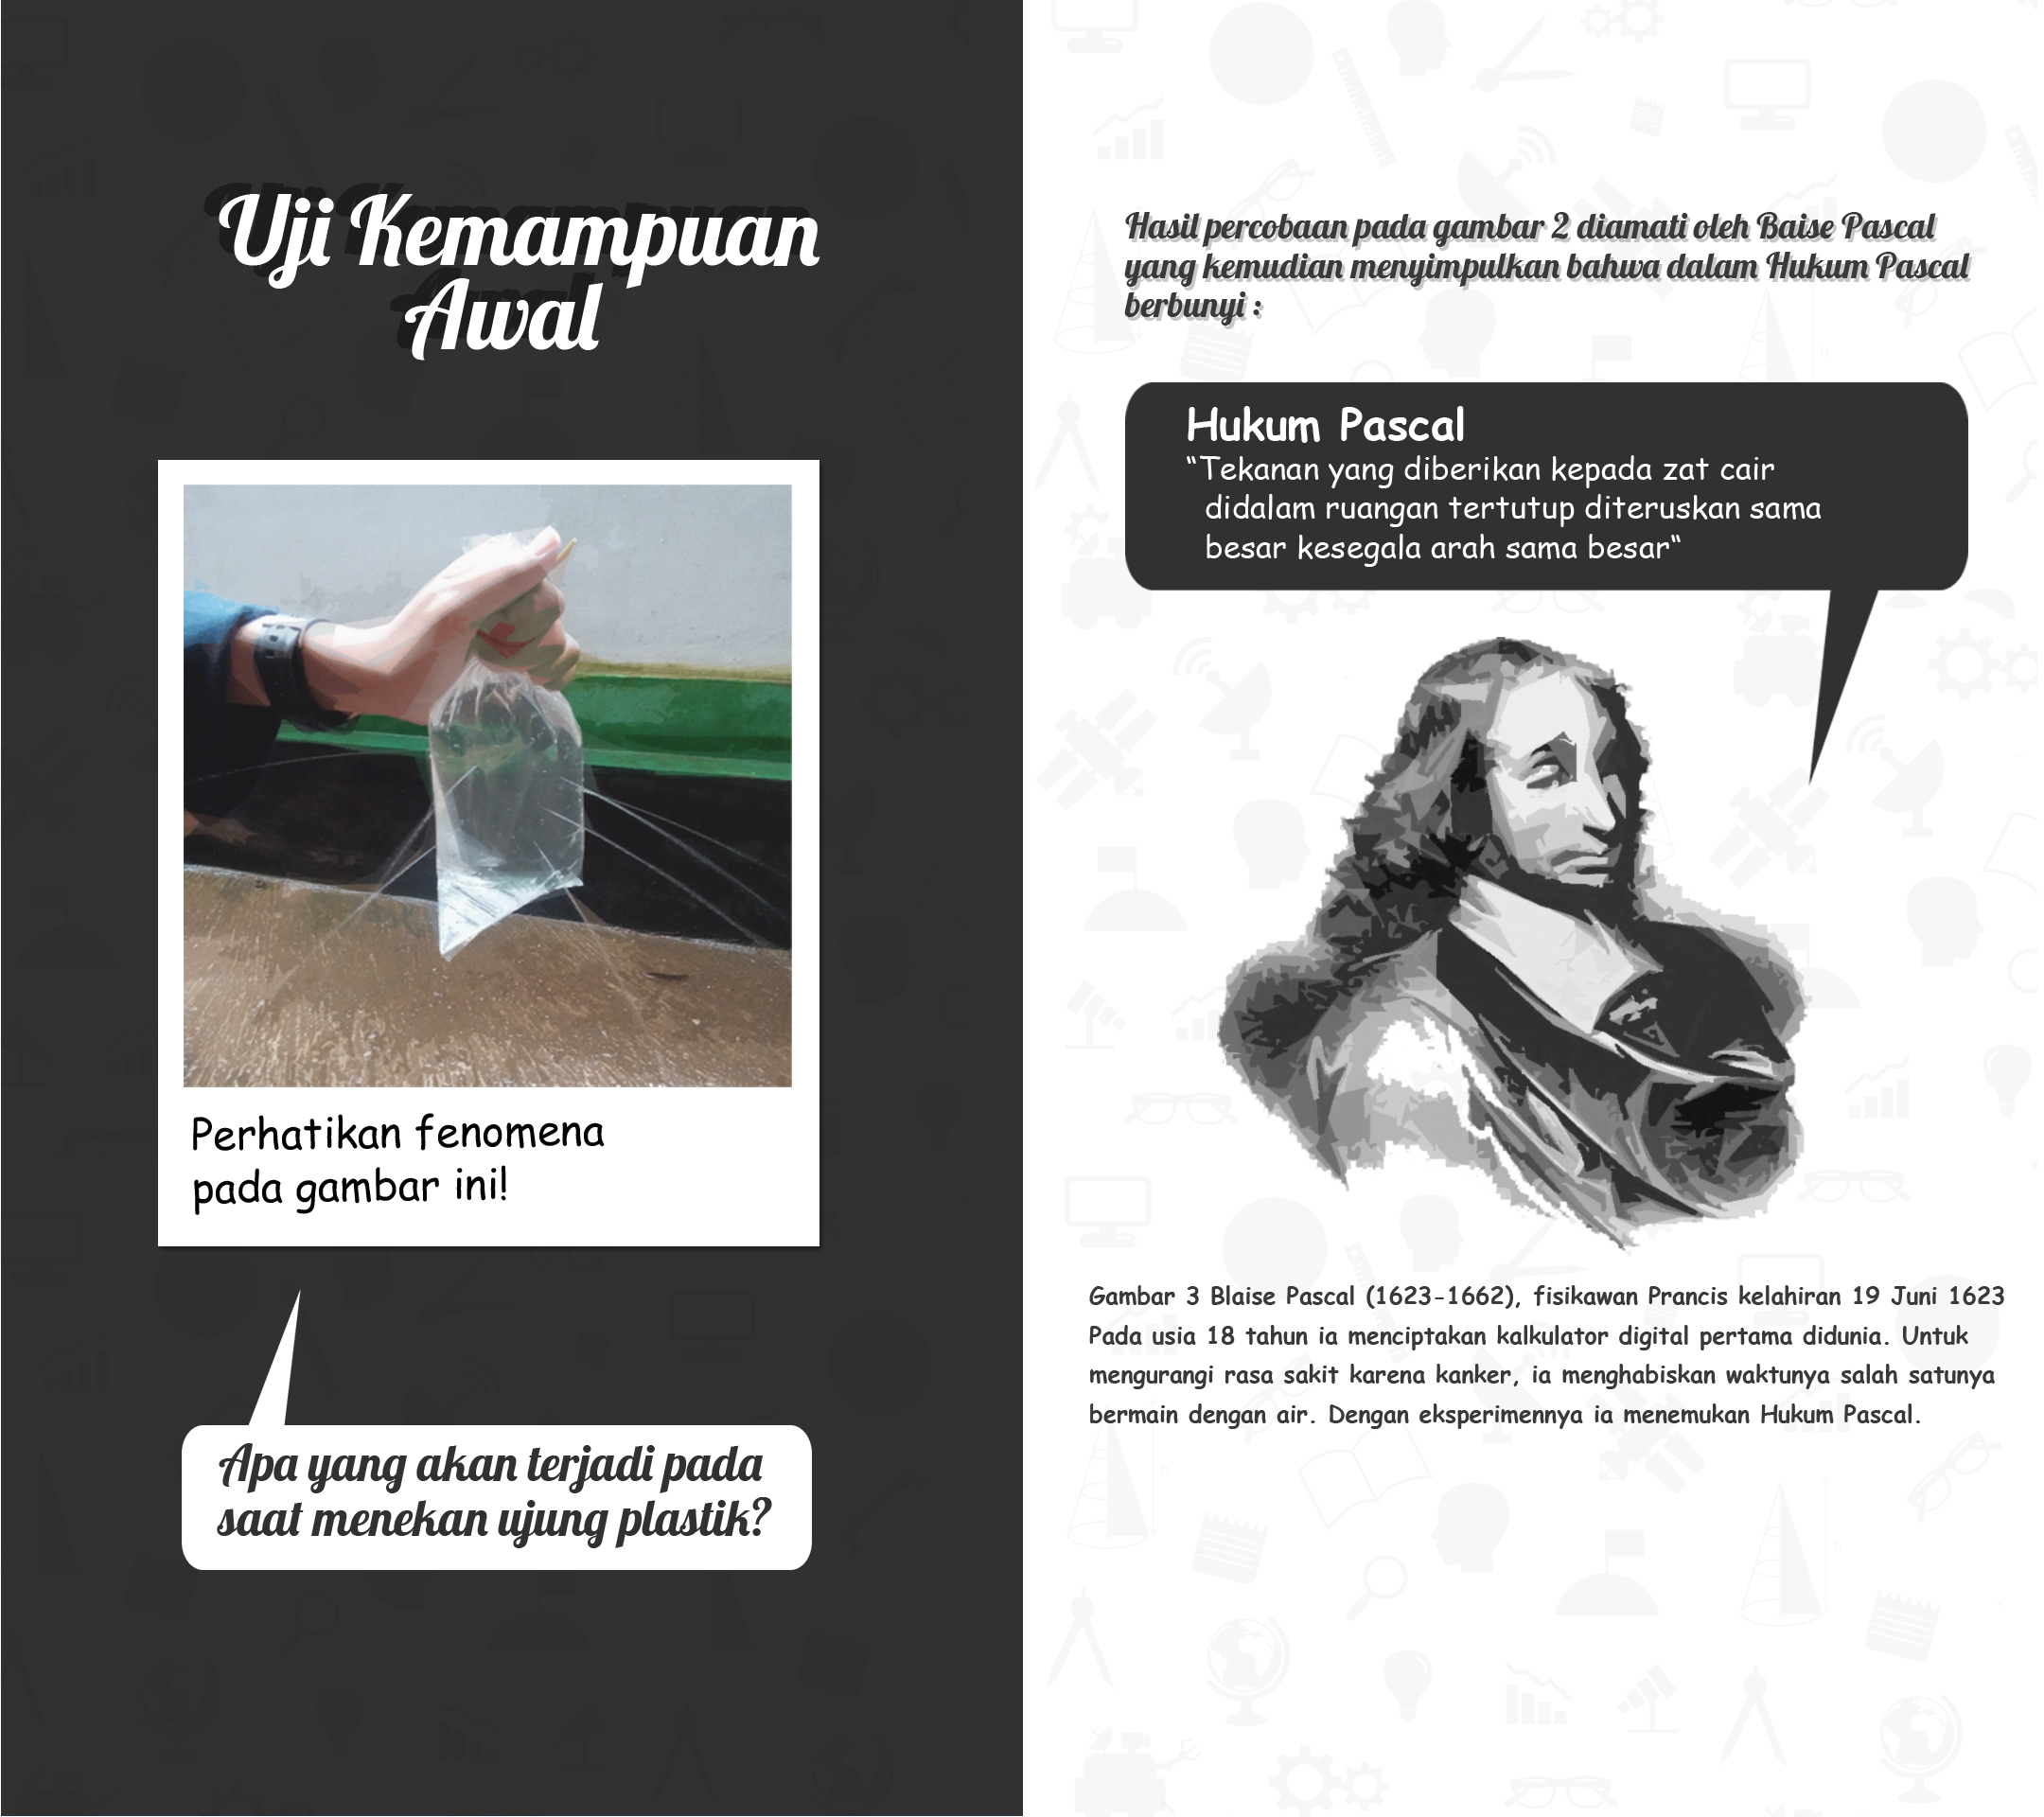 Uji Kemampuan
Awal
Perhatikan fenomena
pada gambar ini!
Apa yang akan terjadi pada
saat menekan ujung plastik?
Hasil percobaan pada gambar 2 diamati oleh Baise Pascal
yang kemudian menyimpulkan bahwa dalam Hukum Pascal
berbunyi :
Hukum Pascal
“Tekanan yang diberikan kepada zat cair
didalam ruangan tertutup diteruskan sama
besar kesegala arah sama besar“
Gambar 3 Blaise Pascal (1623-1662), fisikawan Prancis kelahiran 19 Juni 1623
Pada usia 18 tahun ia menciptakan kalkulator digital pertama didunia. Untuk
mengurangi rasa sakit karena kanker, ia menghabiskan waktunya salah satunya
bermain dengan air. Dengan eksperimennya ia menemukan Hukum Pascal.